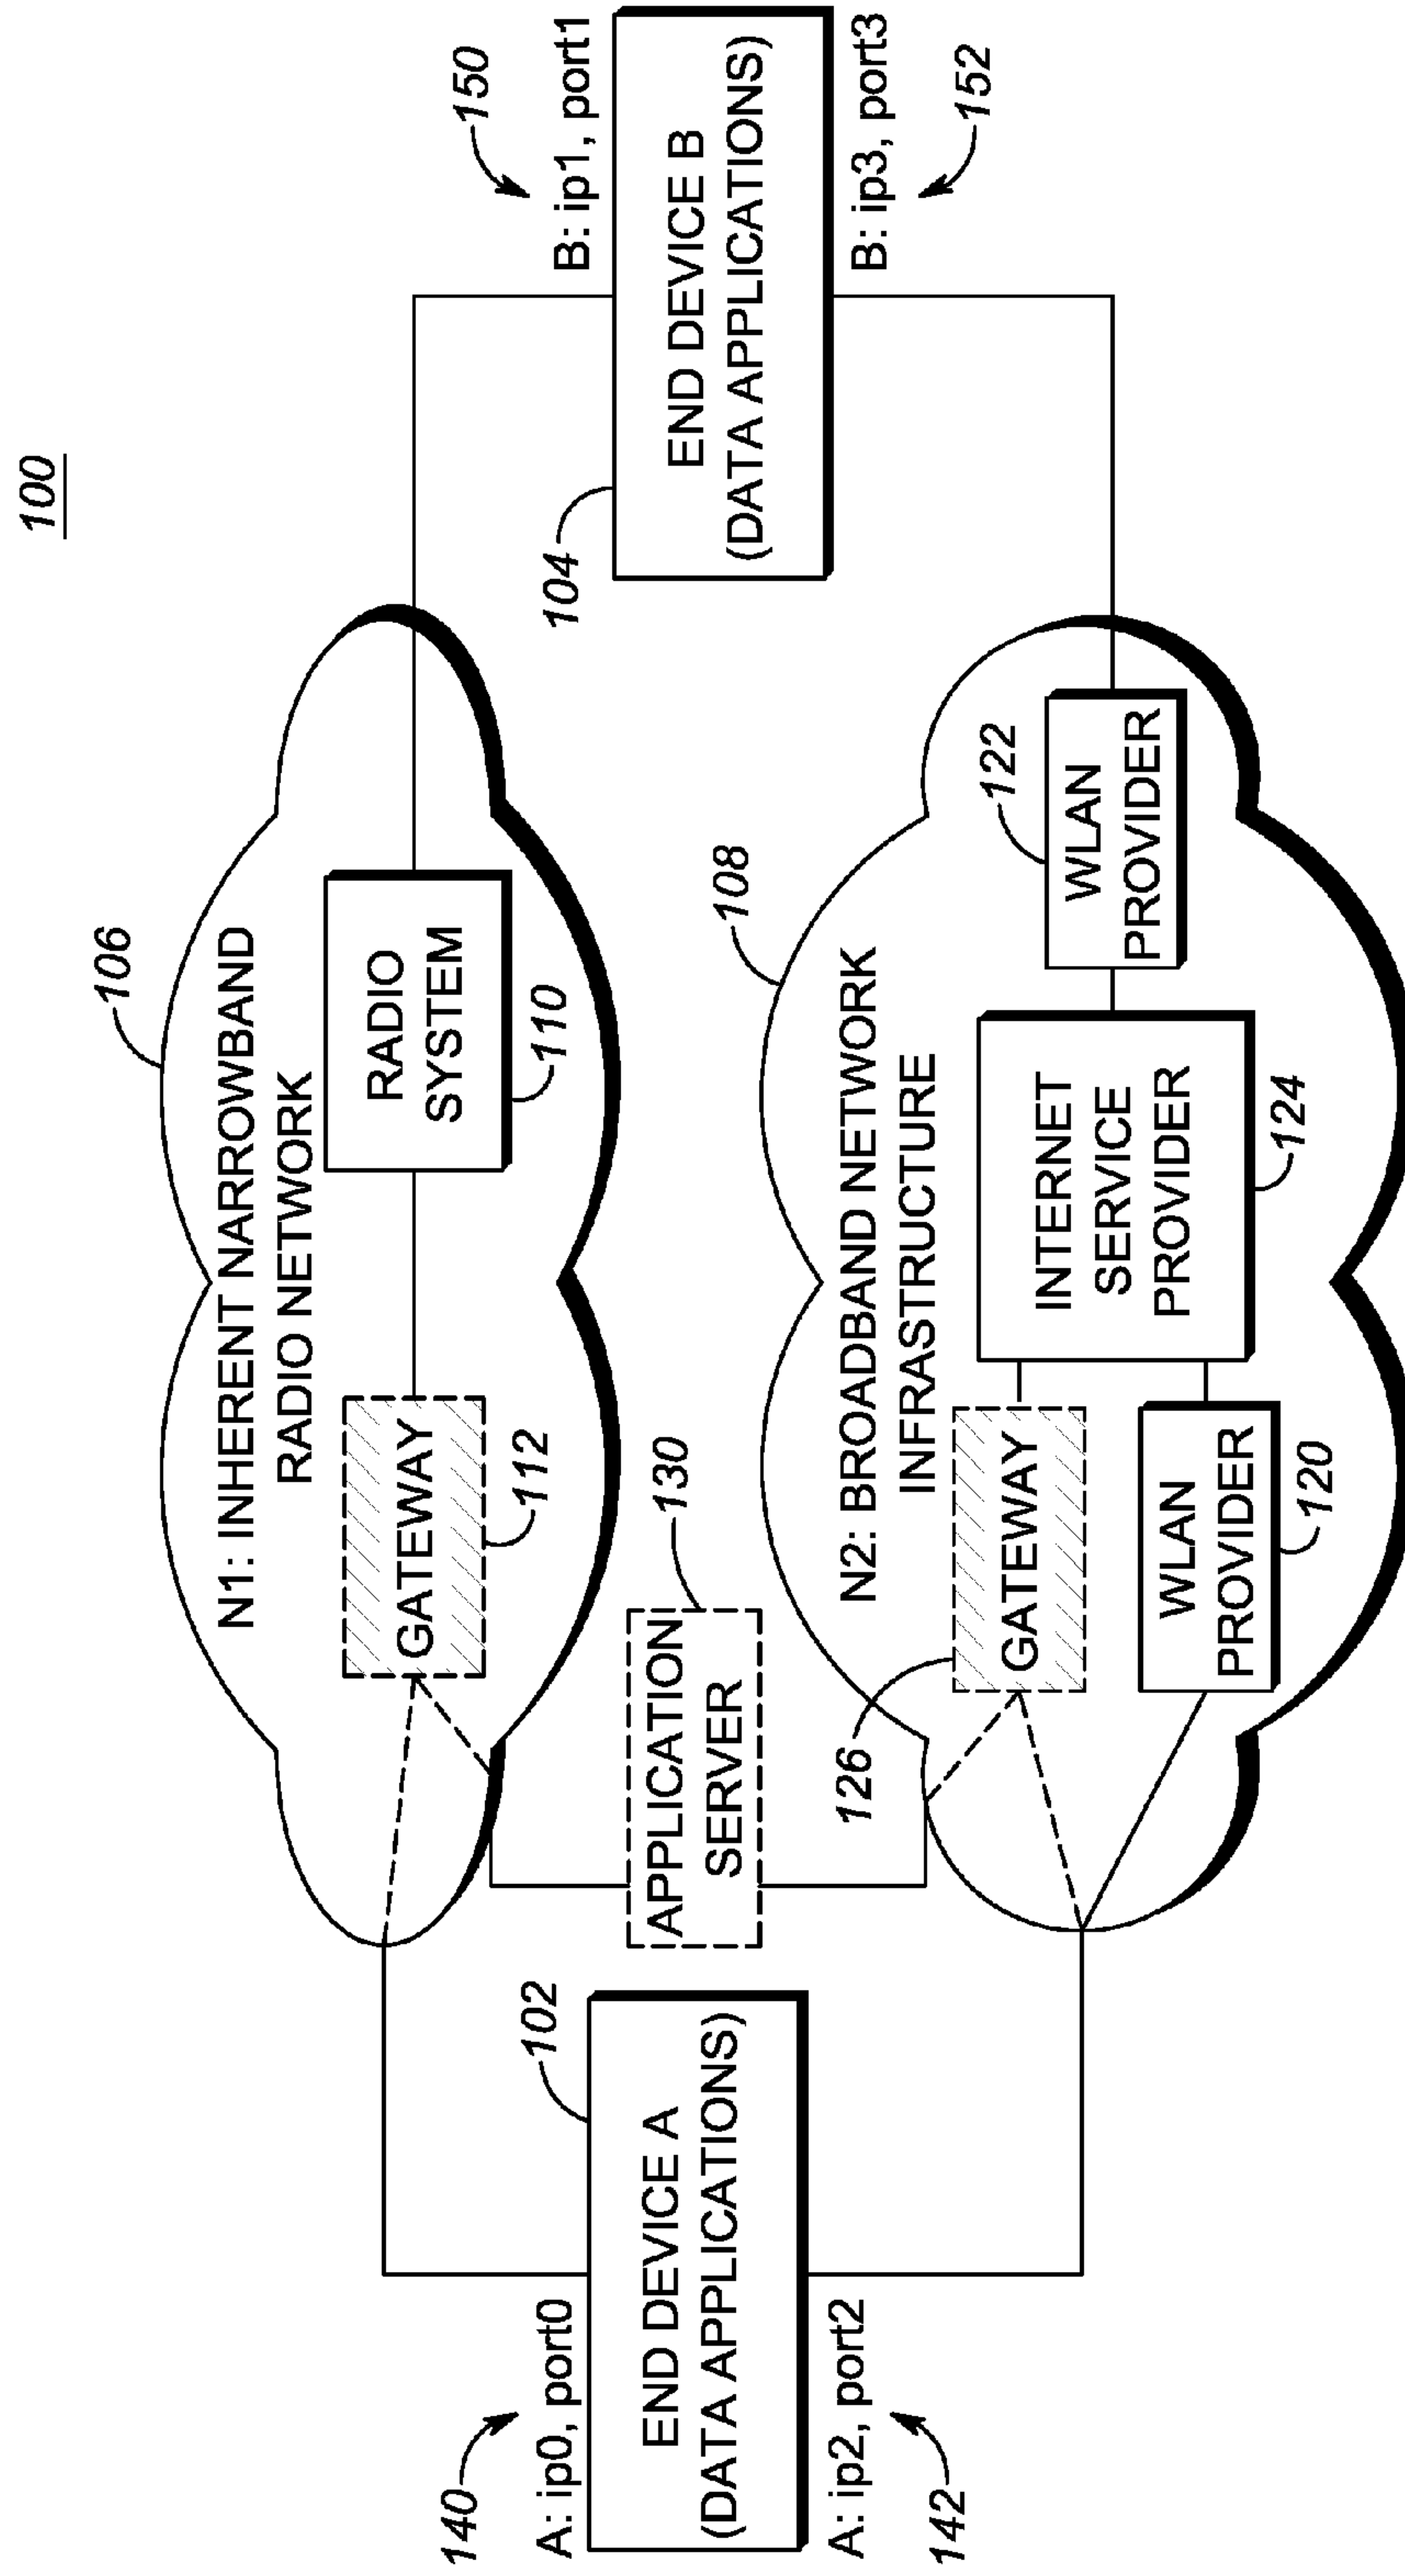 100
106
N1: INHERENT NARROWBAND
RADIO NETWORK
GATEWAY
112
RADIO
SYSTEM
110
140
A: ip0, port0
102
END DEVICE A
(DATA APPLICATIONS)
A: ip2, port2
142
APPLICATION
SERVER
130
150
B: ip1, port1
104
END DEVICE B
(DATA APPLICATIONS)
B: ip3, port3
152
108
N2: BROADBAND NETWORK
INFRASTRUCTURE
126
GATEWAY
WLAN
PROVIDER
120
INTERNET
SERVICE
PROVIDER
124
122
WLAN
PROVIDER